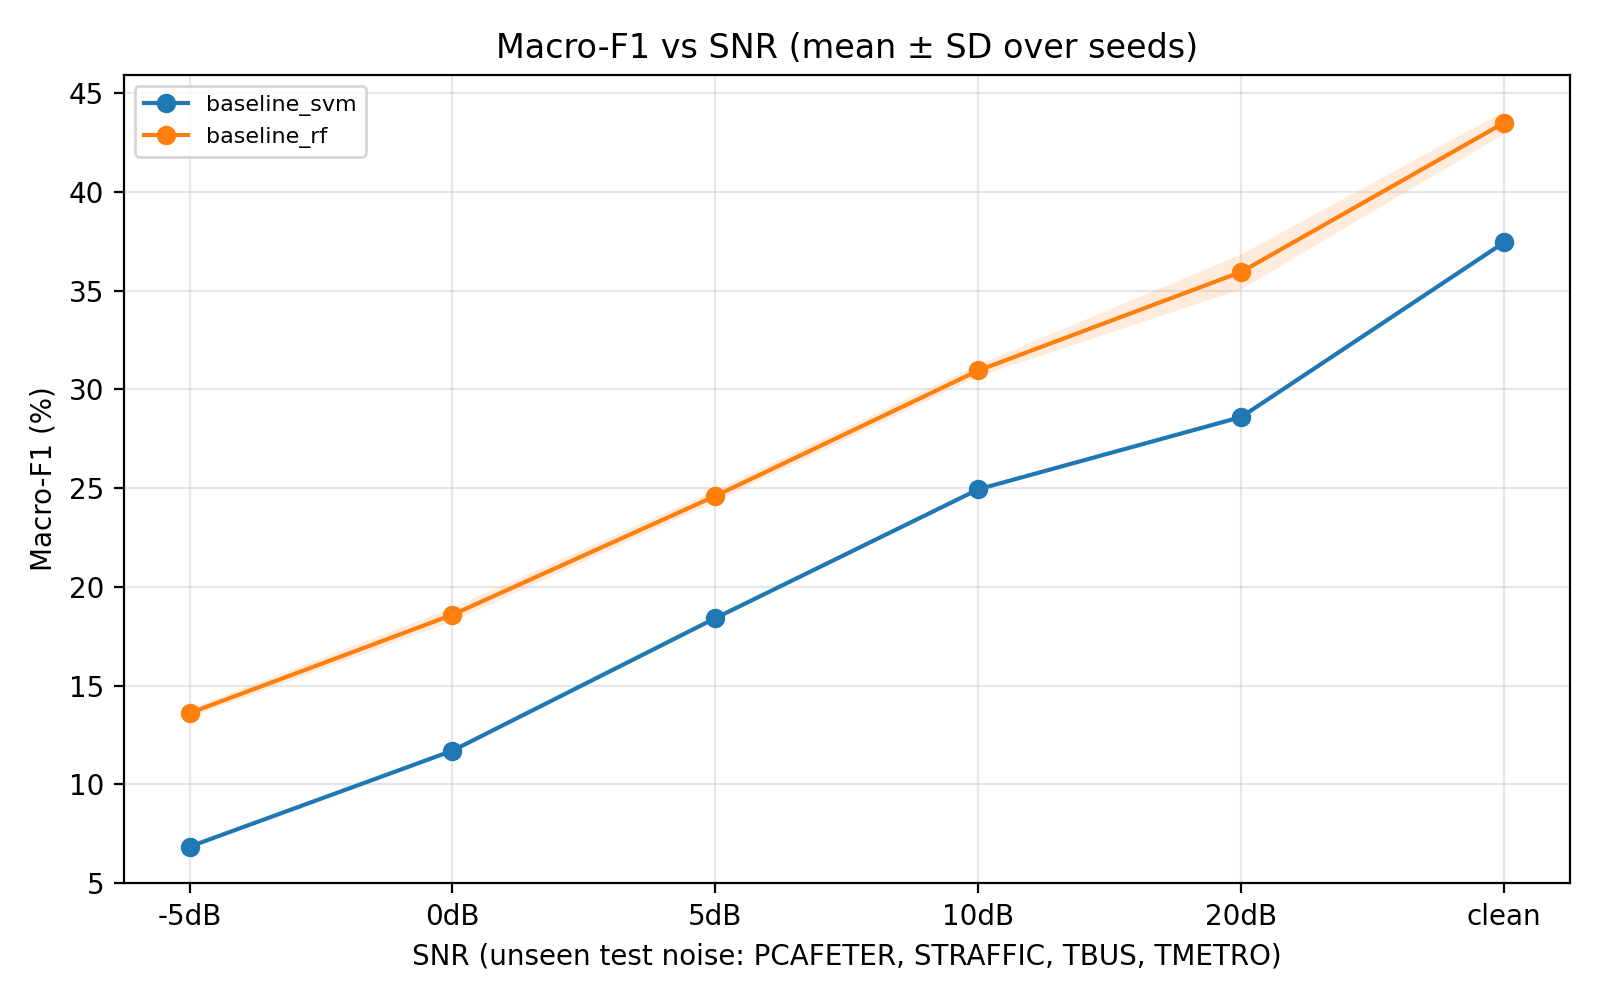 Macro-F1 vs SNR (mean ± SD over seeds)
baseline_svm
baseline_rf
Macro-F1 (%)
45
40
35
30
25
20
15
10
5
-5dB 0dB 5dB 10dB 20dB clean
SNR (unseen test noise: PCAFETER, STRAFFIC, TBUS, TMETRO)